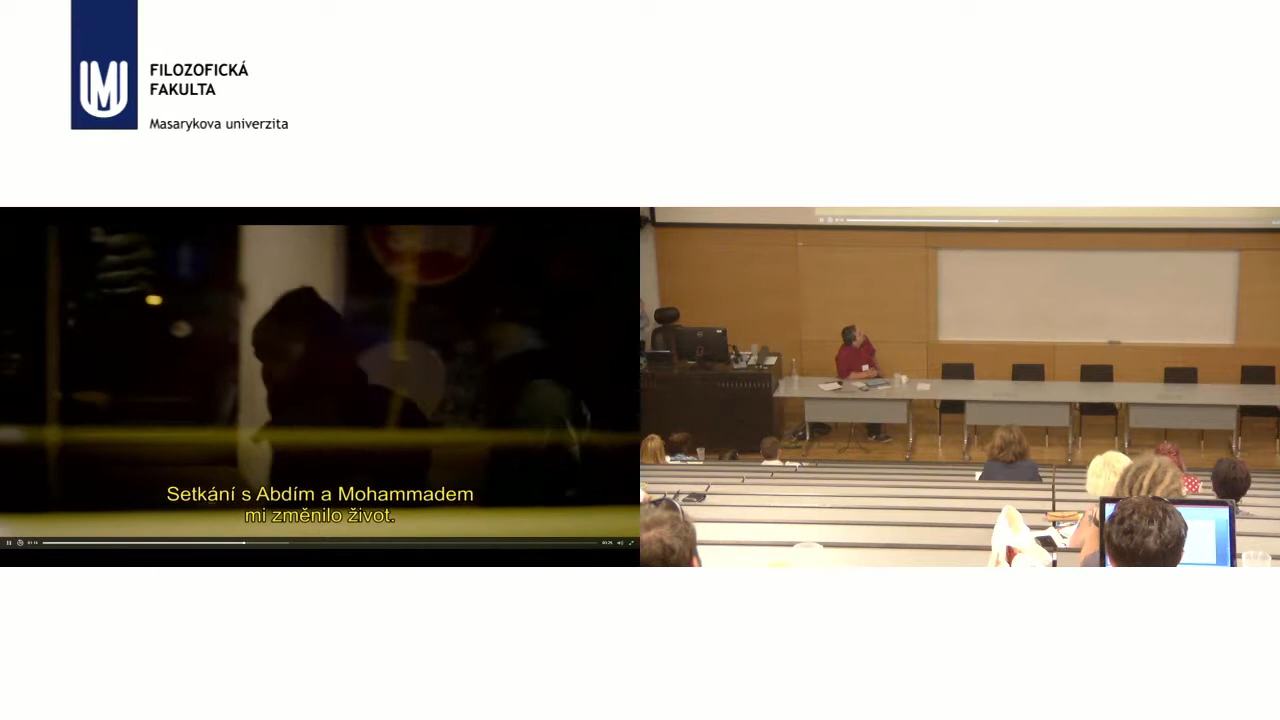 FILOZOFICKÁ
FAKULTA
Masarykova univerzita
Setkání s Abdím a Mohammadem
mi změnilo život.